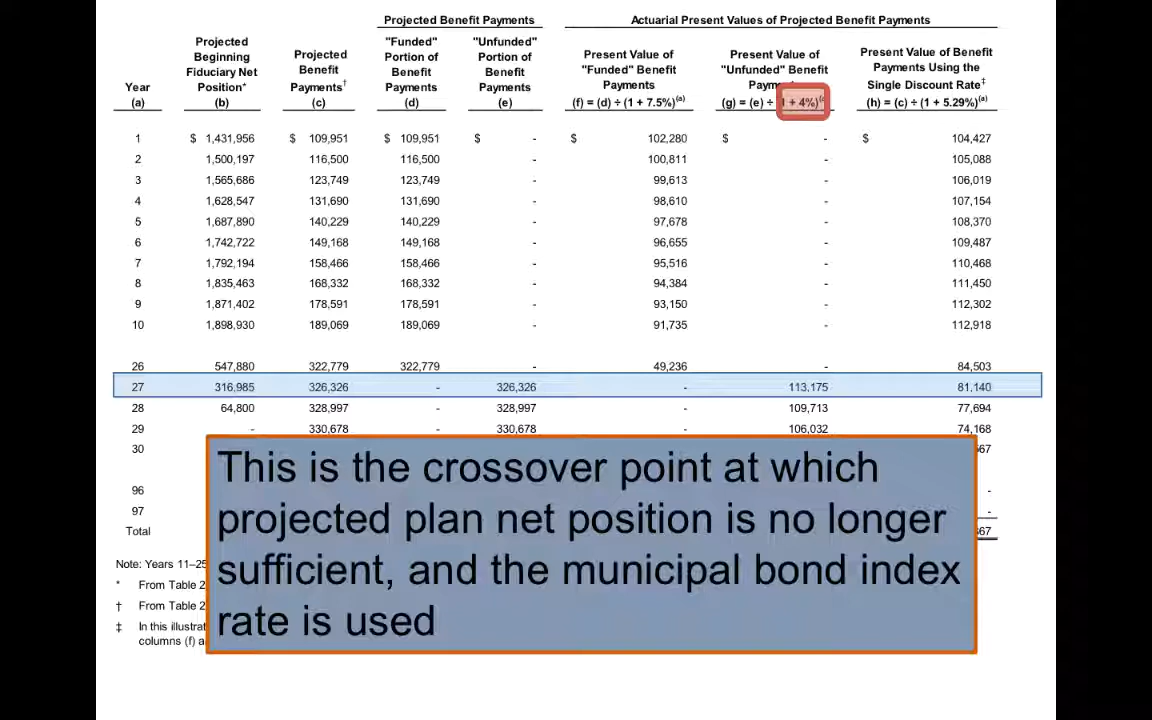 Projected Benefit Payments Actuarial Present Values of Projected Benefit Payments
Projected "Funded" "Unfunded"
Beginning Projected Portion of Portion of Present Value of Present Value of Present Value of Benefit
Fiduciary Net Benefit Benefit Benefit "Funded" Benefit "Unfunded" Benefit Payments Using the
Year Position* Payments† Payments Payments Payments Single Discount Rate‡
(a) (b) (c) (d) (e) (f) = (d) ÷ (1 + 7.5%)(a) (g) = (e) ÷ 1 + 4%) (h) = (c) ÷ (1 + 5.29%)(a)
1 $ 1,431,956 $ 109,951 $ 109,951 $ - $ 102,280 $ - $ 104,427
2 1,500,197 116,500 116,500 - 100,811 - 105,088
3 1,565,686 123,749 123,749 - 99,613 - 106,019
4 1,628,547 131,690 131,690 - 98,610 - 107,154
5 1,687,890 140,229 140,229 - 97,678 - 108,370
6 1,742,722 149,168 149,168 - 96,655 - 109,487
7 1,792,194 158,466 158,466 - 95,516 - 110,468
8 1,835,463 168,332 168,332 - 94,384 - 111,450
9 1,871,402 178,591 178,591 - 93,150 - 112,302
10 1,898,930 189,069 189,069 - 91,735 - 112,918
26 547,880 322,779 322,779 - 49,236 - 84,503
27 316,985 326,326 - 326,326 - 113,175 81,140
28 64,800 328,997 - 328,997 - 109,713 77,694
29 - 330,678 - 330,678 - 106,032 74,168
30
96 -
97 -
Total
This is the crossover point at which
projected plan net position is no longer
sufficient, and the municipal bond index
rate is used
Note: Years 11–25
* From Table 2
† From Table 2
‡ In this
columns (f)